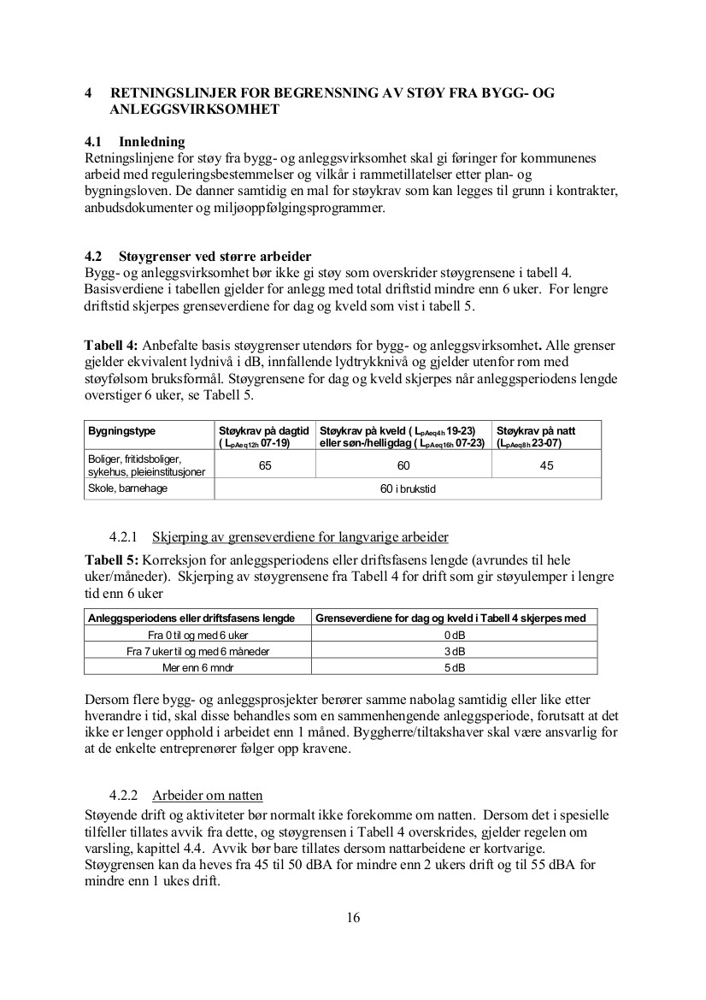 4 RETNINGSLINJER FOR BEGRENSNING AV STØY FRA BYGG- OG
ANLEGGSVIRKSOMHET
4.1 Innledning
Retningslinjene for støy fra bygg- og anleggsvirksomhet skal gi føringer for kommunenes
arbeid med reguleringsbestemmelser og vilkår i rammetillatelser etter plan- og
bygningsloven. De danner samtidig en mal for støykrav som kan legges til grunn i kontrakter,
anbudsdokumenter og miljøoppfølgingsprogrammer.
4.2 Støygrenser ved større arbeider
Bygg- og anleggsvirksomhet bør ikke gi støy som overskrider støygrensene i tabell 4.
Basisverdiene i tabellen gjelder for anlegg med total driftstid mindre enn 6 uker. For lengre
driftstid skjerpes grenseverdiene for dag og kveld som vist i tabell 5.
Tabell 4: Anbefalte basis støygrenser utendørs for bygg- og anleggsvirksomhet. Alle grenser
gjelder ekvivalent lydnivå i dB, innfallende lydtrykknivå og gjelder utenfor rom med
støyfølsom bruksformål. Støygrensene for dag og kveld skjerpes når anleggsperiodens lengde
overstiger 6 uker, se Tabell 5.
Bygningstype Støykrav på dagtid Støykrav på kveld ( LpAeq4h 19-23) Støykrav på natt
( LpAeq12h 07-19) eller søn-/helligdag ( LpAeq16h 07-23) (LpAeq8h 23-07)
Boliger, fritidsboliger,
sykehus, pleieinstitusjoner 65 60 45
Skole, barnehage 60 i brukstid
4.2.1 Skjerping av grenseverdiene for langvarige arbeider
Tabell 5: Korreksjon for anleggsperiodens eller driftsfasens lengde (avrundes til hele
uker/måneder). Skjerping av støygrensene fra Tabell 4 for drift som gir støyulemper i lengre
tid enn 6 uker
Anleggsperiodens eller driftsfasens lengde Grenseverdiene for dag og kveld i Tabell 4 skjerpes med
Fra 0 til og med 6 uker 0 dB
Fra 7 uker til og med 6 måneder 3 dB
Mer enn 6 mndr 5 dB
Dersom flere bygg- og anleggsprosjekter berører samme nabolag samtidig eller like etter
hverandre i tid, skal disse behandles som en sammenhengende anleggsperiode, forutsatt at det
ikke er lenger opphold i arbeidet enn 1 måned. Byggherre/tiltakshaver skal være ansvarlig for
at de enkelte entreprenører følger opp kravene.
4.2.2 Arbeider om natten
Støyende drift og aktiviteter bør normalt ikke forekomme om natten. Dersom det i spesielle
tilfeller tillates avvik fra dette, og støygrensen i Tabell 4 overskrides, gjelder regelen om
varsling, kapittel 4.4. Avvik bør bare tillates dersom nattarbeidene er kortvarige.
Støygrensen kan da heves fra 45 til 50 dBA for mindre enn 2 ukers drift og til 55 dBA for
mindre enn 1 ukes drift.
16